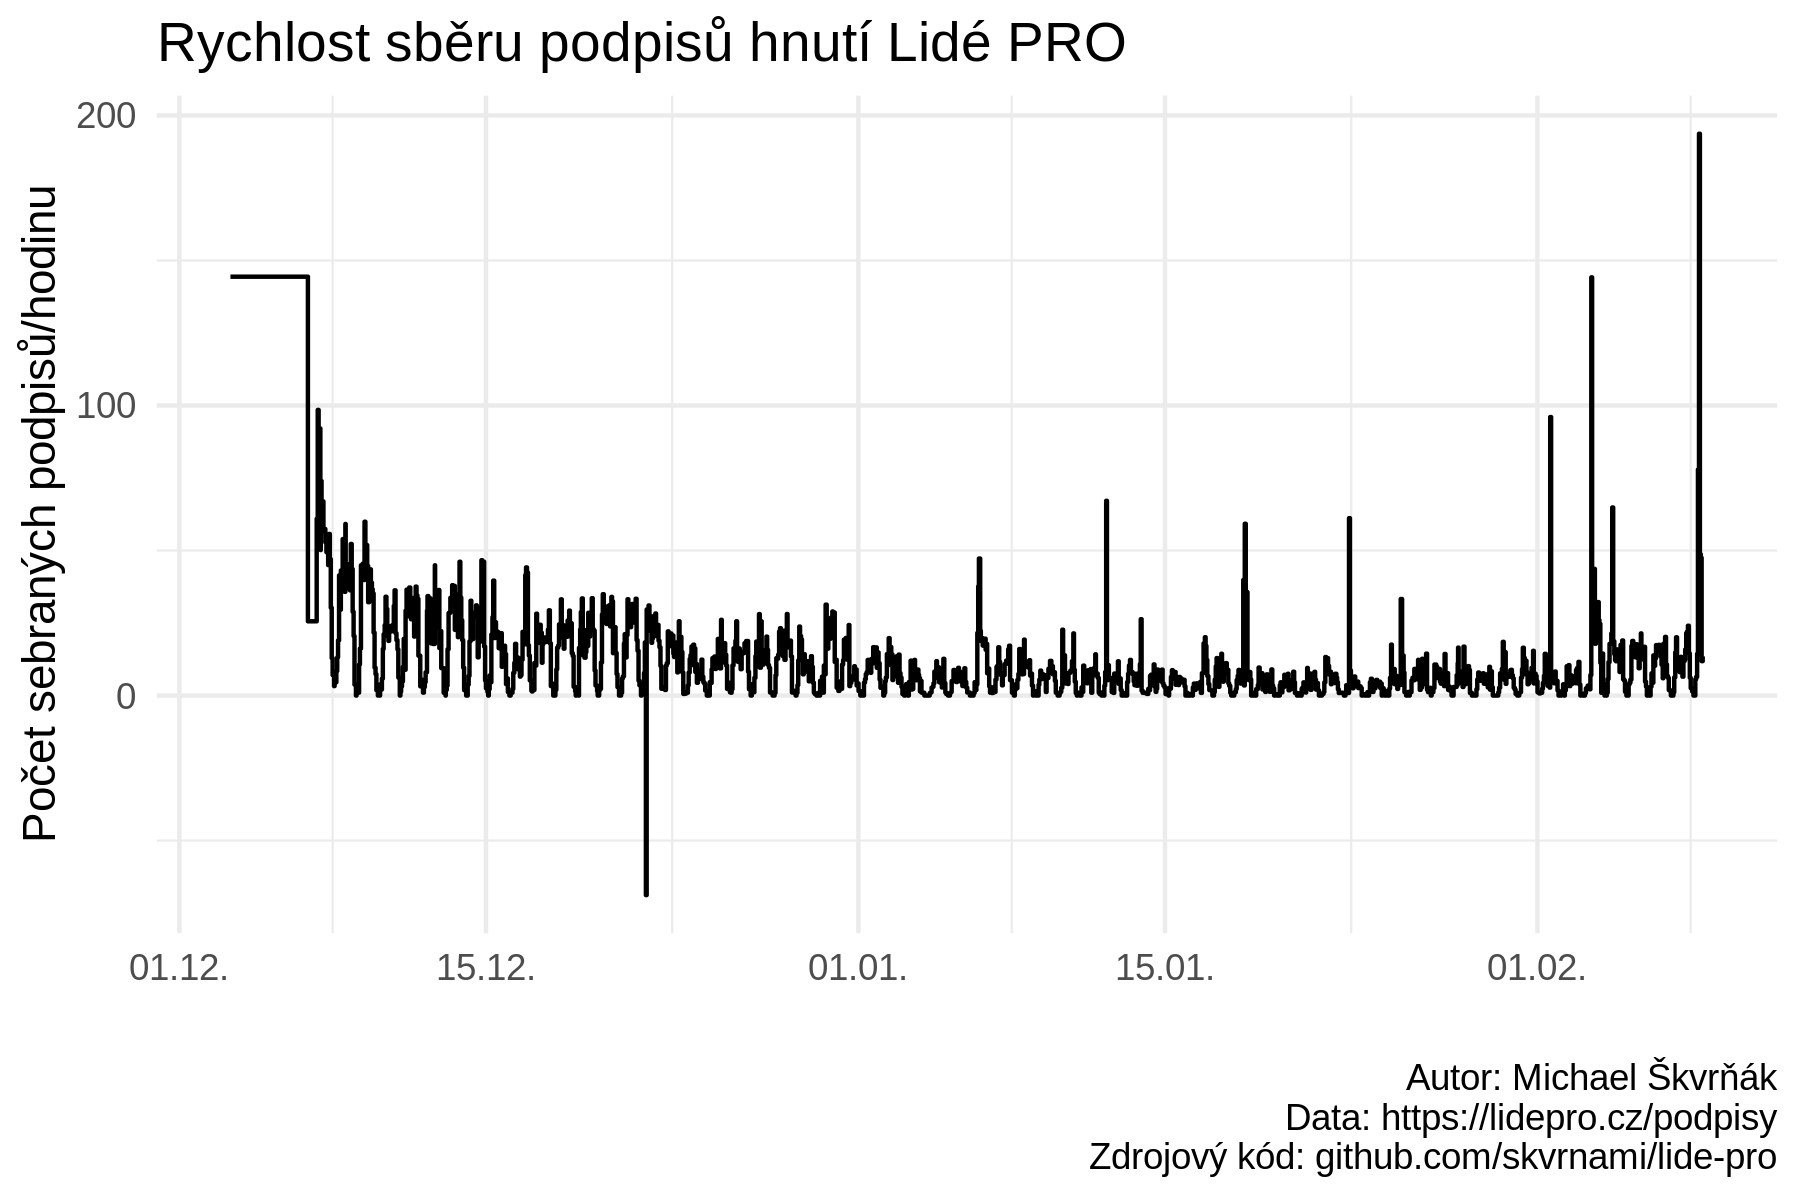 Rychlost sběru podpisů hnutí Lidé PRO
Počet sebraných podpisů/hodinu
200
100
0
01.12.
15.12.
01.01.
15.01.
01.02.
Autor: Michael Škvrňák
Data: https://lidepro.cz/podpisy
Zdrojový kód: github.com/skvrnami/lide-pro